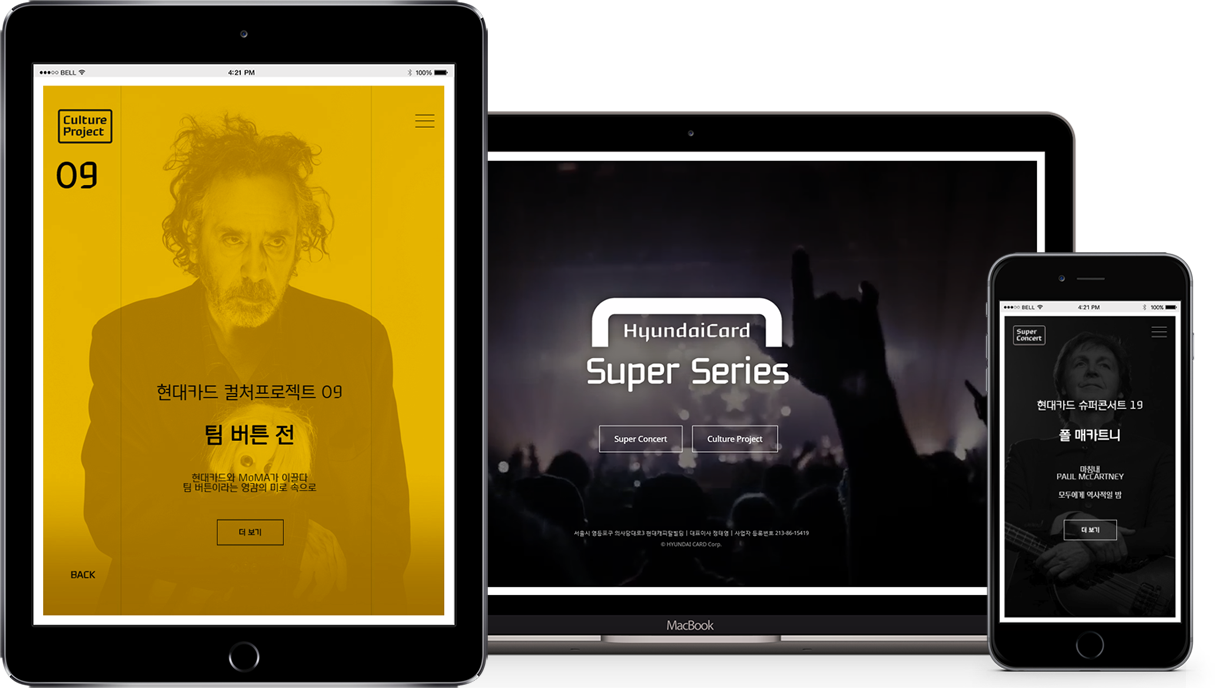 ●●●○○ BELL
4:21 PM
100%
Culture
Project
09
현대카드 컬처프로젝트 09
팀 버튼 전
현대카드와 MoMA가 이끌다
팀 버튼이라는 영감의 미로 속으로
더 보기
BACK
HyundaiCard
Super Series
Super Concert
Culture Project
서울시 영등포구 의사당대로3 현대캐피탈빌딩 | 대표이사 정태영 | 사업자 등록번호 213-86-15419
© HYUNDAI CARD Corp.
MacBook
●●●○○ BELL
4:21 PM
100%
Super
Concert
현대카드 슈퍼콘서트 19
폴 매카트니
마침내
PAUL McCARTNEY
모두에게 역사적일 밤
더 보기